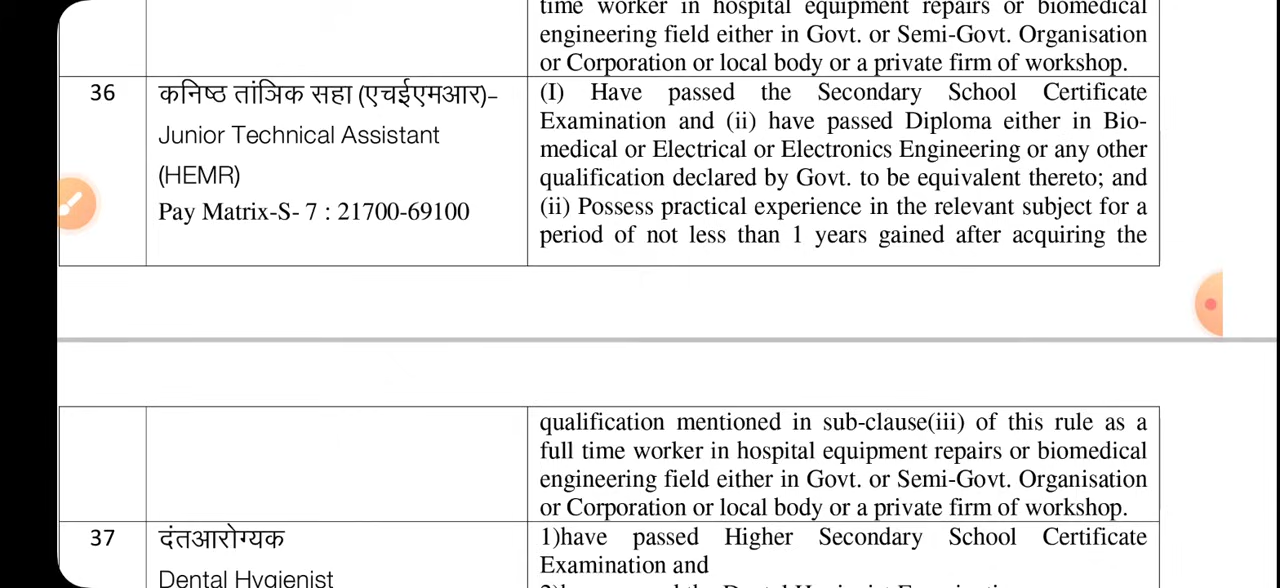 time worker in hospital equipment repairs or biomedical
engineering field either in Govt. or Semi-Govt. Organisation
or Corporation or local body or a private firm of workshop.
36
कनिष्ठ तांत्रिक सहा (एचईएमआर)–
Junior Technical Assistant
(HEMR)
Pay Matrix-S- 7 : 21700-69100
(I) Have passed the Secondary School Certificate
Examination and (ii) have passed Diploma either in Bio-
medical or Electrical or Electronics Engineering or any other
qualification declared by Govt. to be equivalent thereto; and
(ii) Possess practical experience in the relevant subject for a
period of not less than 1 years gained after acquiring the
qualification mentioned in sub-clause(iii) of this rule as a
full time worker in hospital equipment repairs or biomedical
engineering field either in Govt. or Semi-Govt. Organisation
or Corporation or local body or a private firm of workshop.
37
दंतआरोग्यक
Dental Hygienist
1)have passed Higher Secondary School Certificate
Examination and